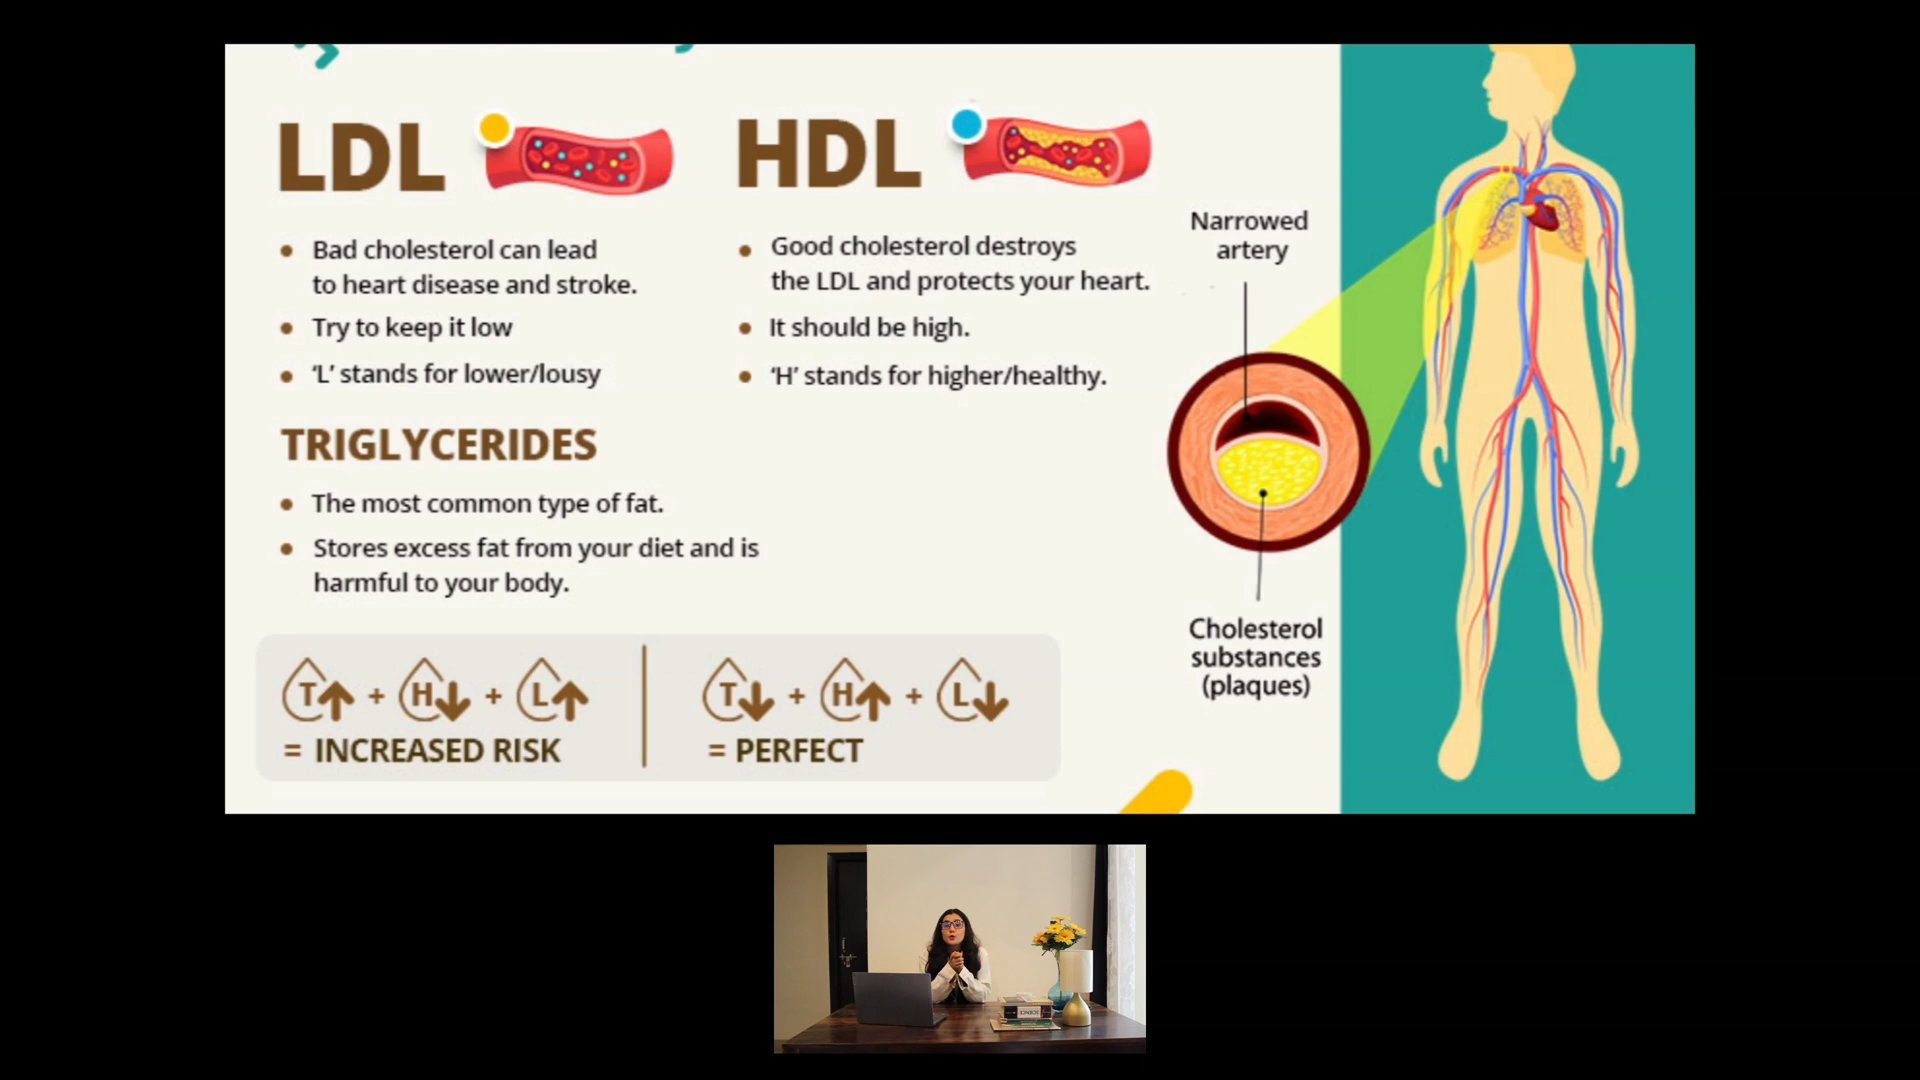 LDL
Bad cholesterol can lead
to heart disease and stroke.
Try to keep it low
‘L’ stands for lower/lousy
HDL
Good cholesterol destroys
the LDL and protects your heart.
It should be high.
‘H’ stands for higher/healthy.
TRIGLYCERIDES
The most common type of fat.
Stores excess fat from your diet and is
harmful to your body.
T + H + L
= INCREASED RISK
T + H + L
= PERFECT
Narrowed
artery
Cholesterol
substances
(plaques)